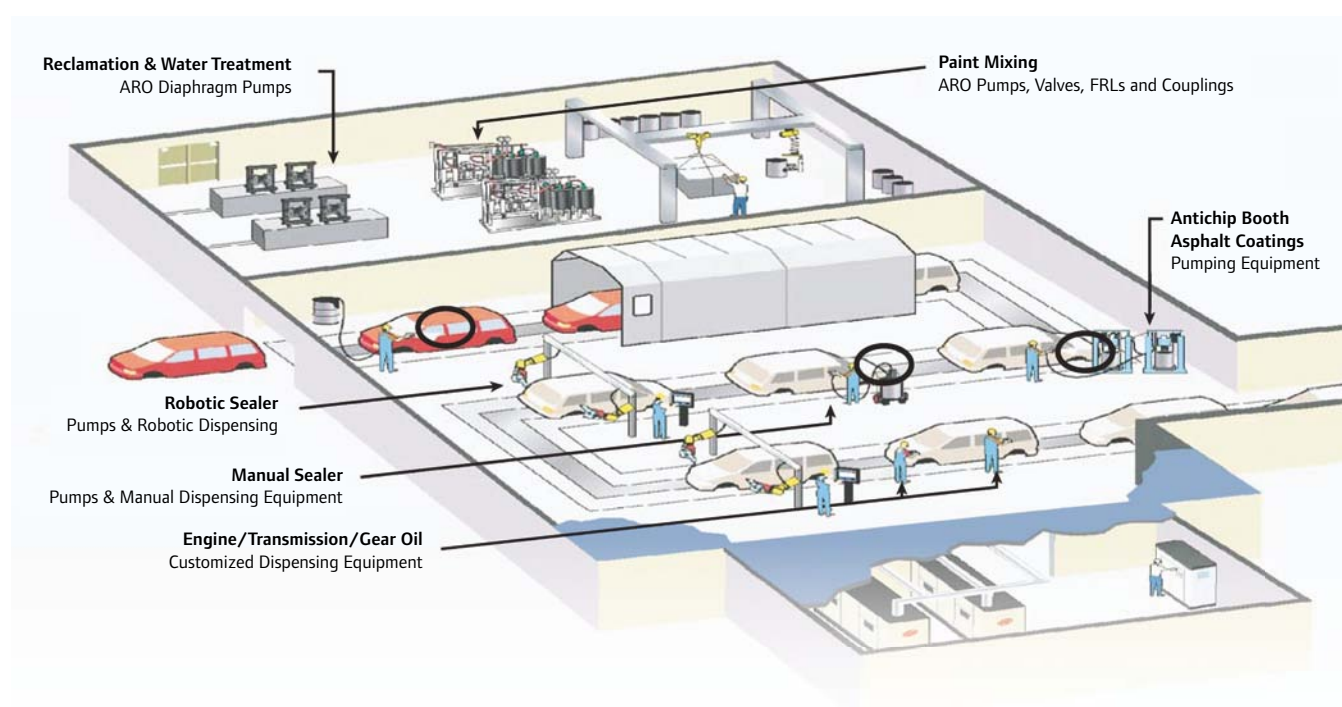 Reclamation & Water Treatment
ARO Diaphragm Pumps
Paint Mixing
ARO Pumps, Valves, FRLs and Couplings
Antichip Booth
Asphalt Coatings
Pumping Equipment
Robotic Sealer
Pumps & Robotic Dispensing
Manual Sealer
Pumps & Manual Dispensing Equipment
Engine/Transmission/Gear Oil
Customized Dispensing Equipment